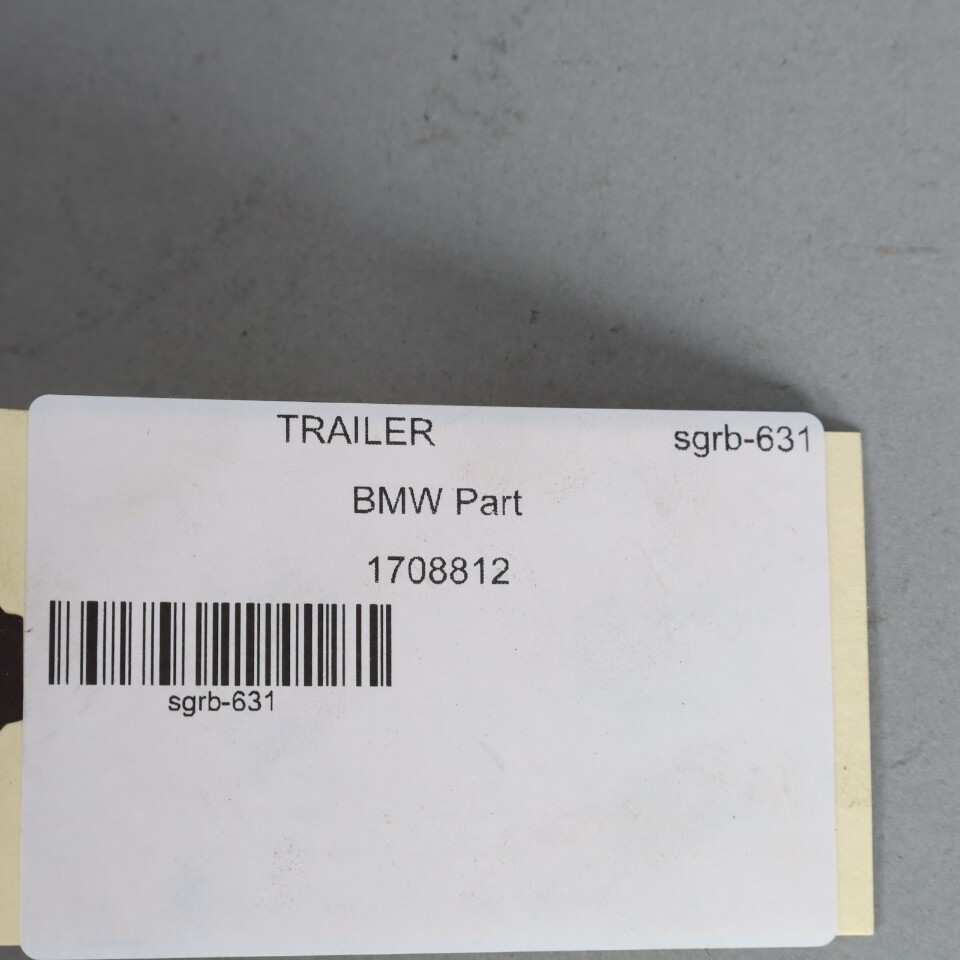 TRAILER sgrb-631
BMW Part
1708812
sgrb-631